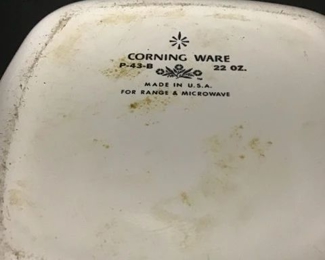 CORNING WARE
P-43-B 22 OZ.
MADE IN U.S.A.
FOR RANGE & MICROWAVE